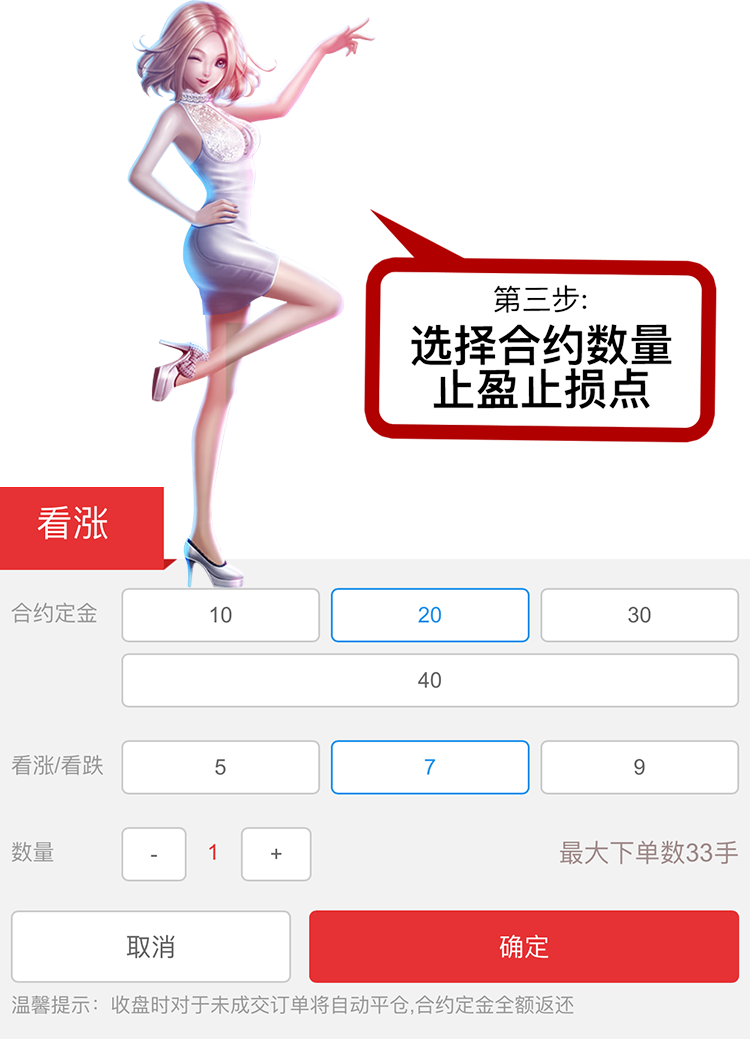 第三步:
选择合约数量
止盈止损点
看涨
合约定金 10 20 30
40
看涨/看跌 5 7 9
数量 - 1 + 最大下单数33手
取消 确定
温馨提示：收盘时对于未成交订单将自动平仓,合约定金全额返还